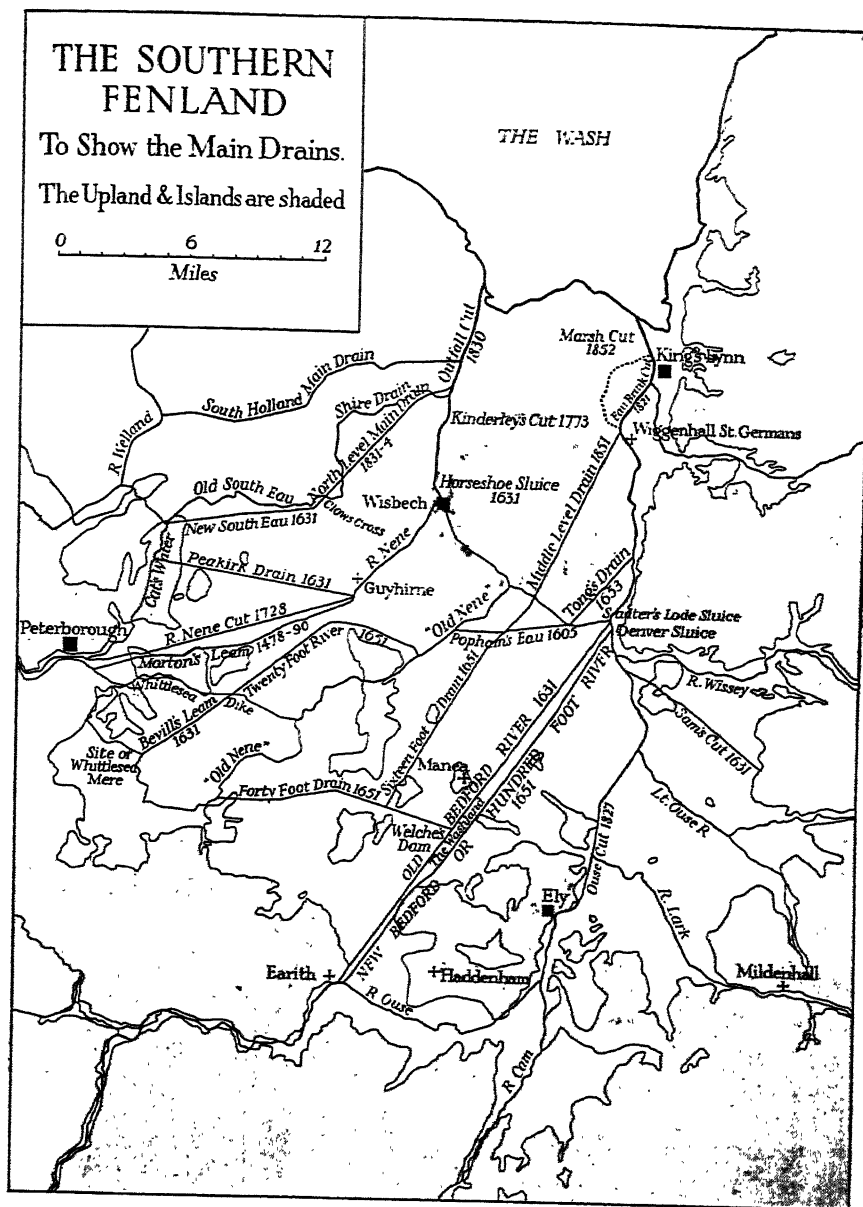 THE SOUTHERN
FENLAND
To Show the Main Drains.
The Upland & Islands are shaded
0 6 12
Miles
THE WASH
Marsh Cut
1852
King's Lynn
Eau Brink Cut
1821
Wiggenhall St. Germans
Outfall Cut
1830
South Holland Main Drain
Shire Drain
North Level Main Drain
1831-4
Kinderley's Cut 1773
R Welland
Old South Eau
New South Eau 1631
Clows Cross
Wisbech
Horseshoe Sluice
1631
Middle Level Drain 1851
Cat's Water
Peakirk Drain 1631
R. Nene
Guyhirne
Tong's Drain
1653
Peterborough
R. Nene Cut 1728
Morton's Leam 1478-90
"Old Nene"
Popham's Eau 1605
Salter's Lode Sluice
Denver Sluice
Whittlesea Dike
Twenty Foot River 1651
Bevill's Leam
1631
Site of
Whittlesea
Mere
"Old Nene"
Sixteen Foot Drain 1651
R. Wissey
Sam's Cut 1631
Forty Foot Drain 1651
Manea
OLD BEDFORD RIVER 1631
The Washland
NEW BEDFORD OR HUNDRED FOOT RIVER
1651
Welches
Dam
Lt. Ouse R
Ouse Cut 1827
Ely
R. Lark
Earith
Haddenham
Mildenhall
R Ouse
R Cam